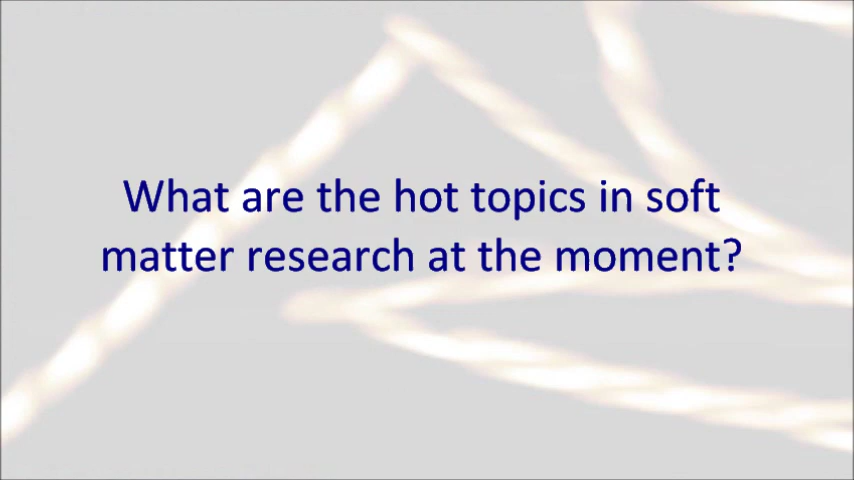 What are the hot topics in soft
matter research at the moment?